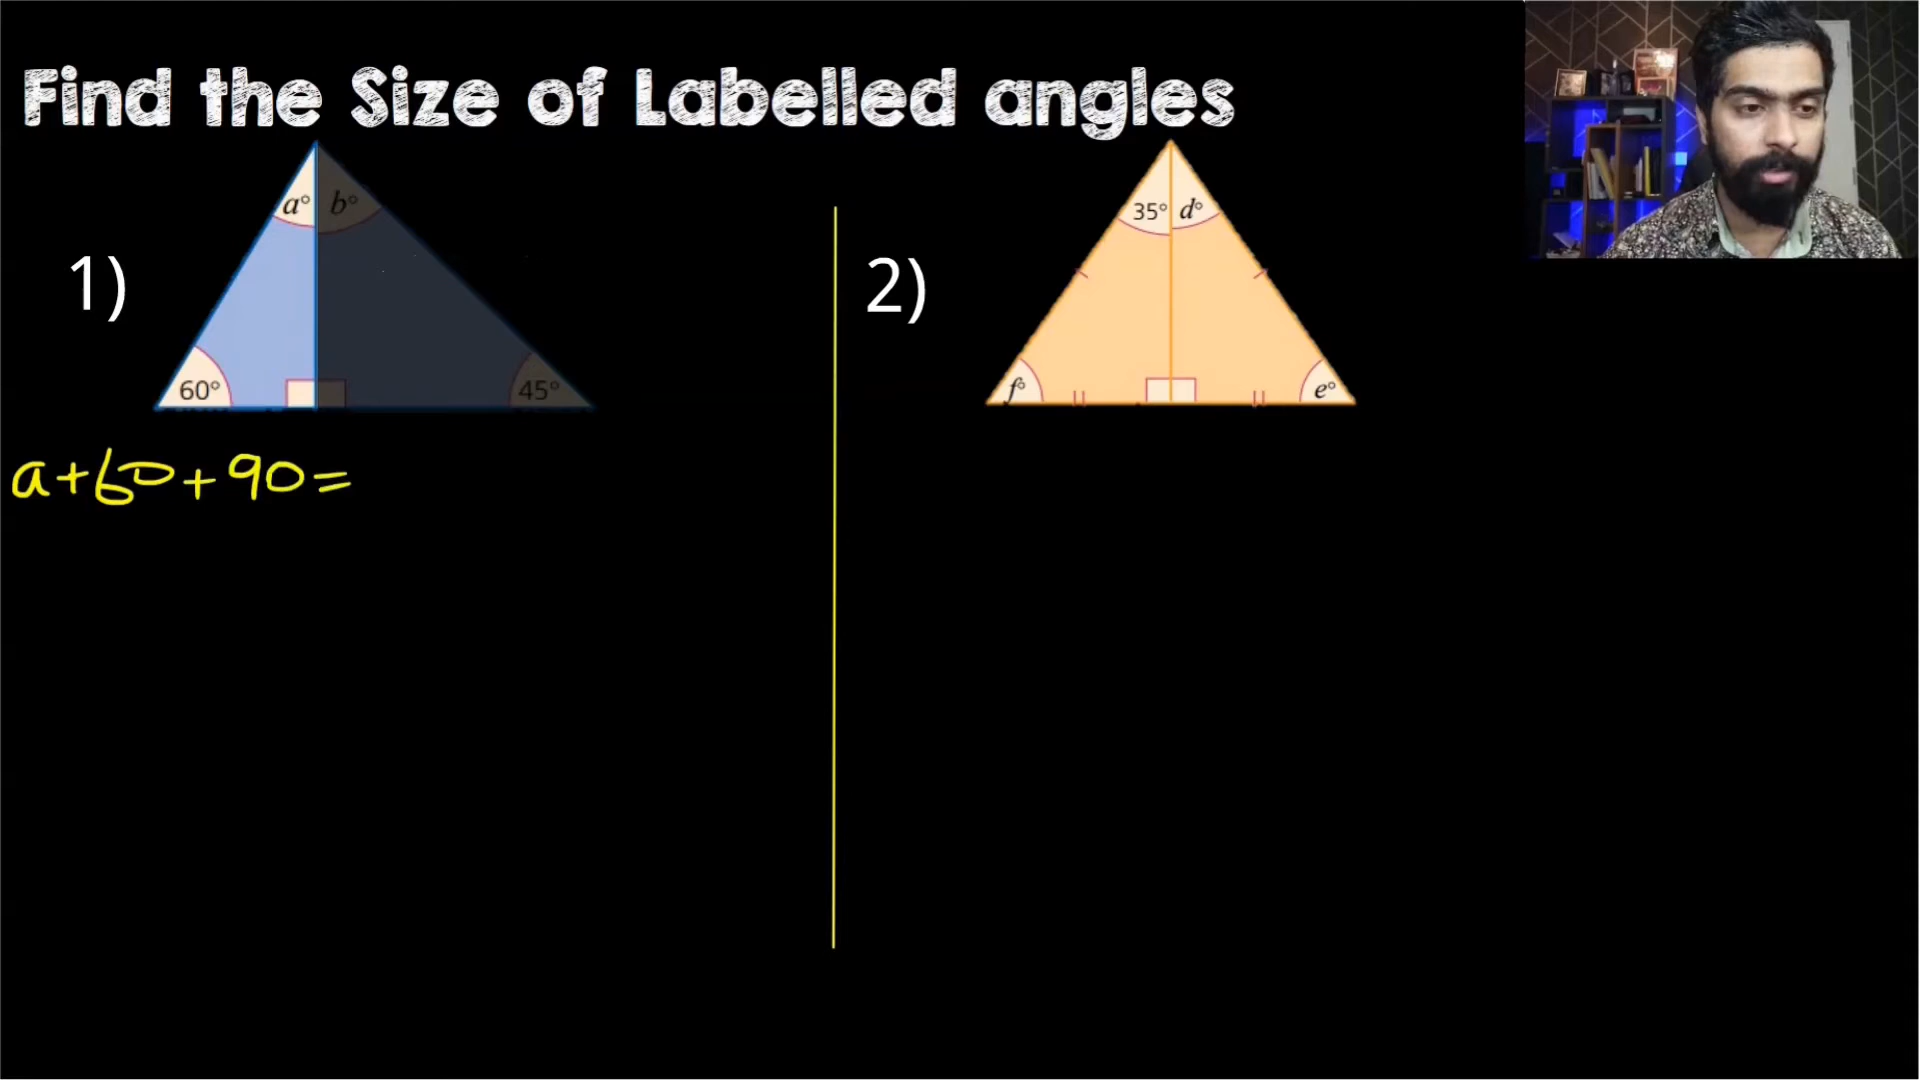 Find the Size of Labelled angles
1)
a° b°
60° 45°
a+60+90=
2)
35° d°
f° e°